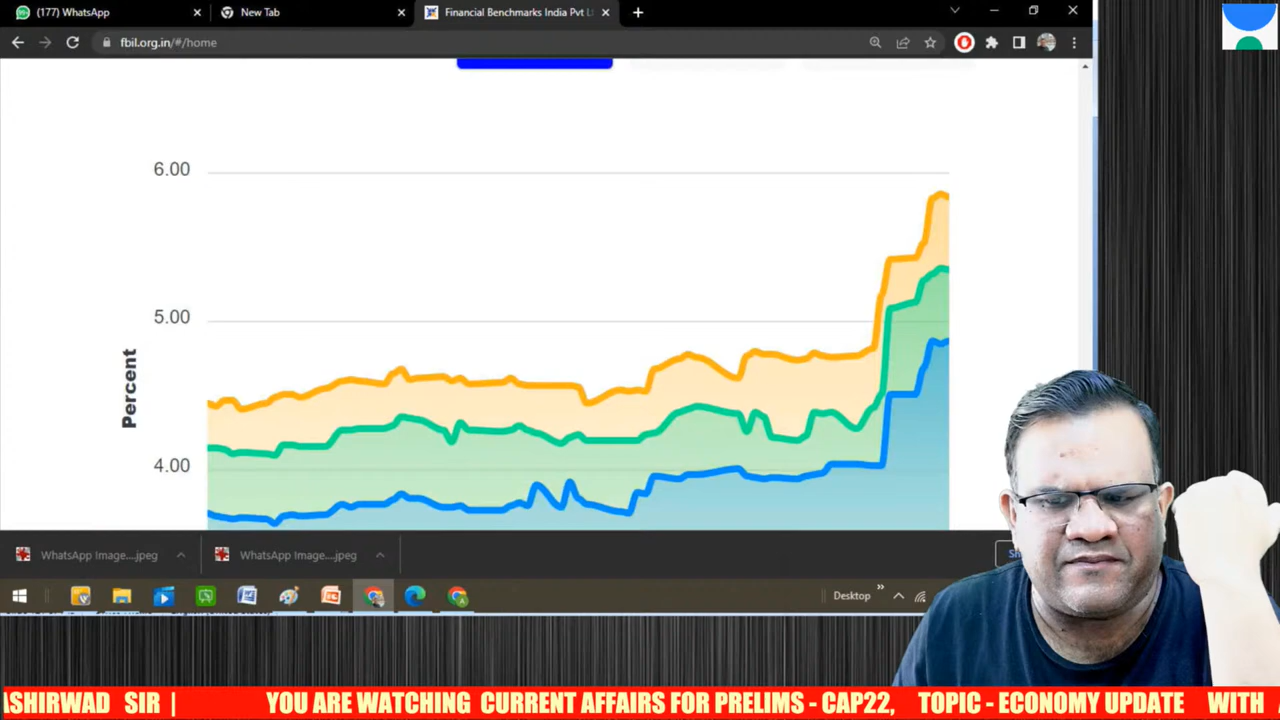 (177) WhatsApp
New Tab
Financial Benchmarks India Pvt Lt
fbil.org.in/#/home
6.00
5.00
4.00
Percent
WhatsApp Image....jpeg
WhatsApp Image....jpeg
Desktop
ASHIRWAD SIR | YOU ARE WATCHING CURRENT AFFAIRS FOR PRELIMS - CAP22, TOPIC - ECONOMY UPDATE WITH